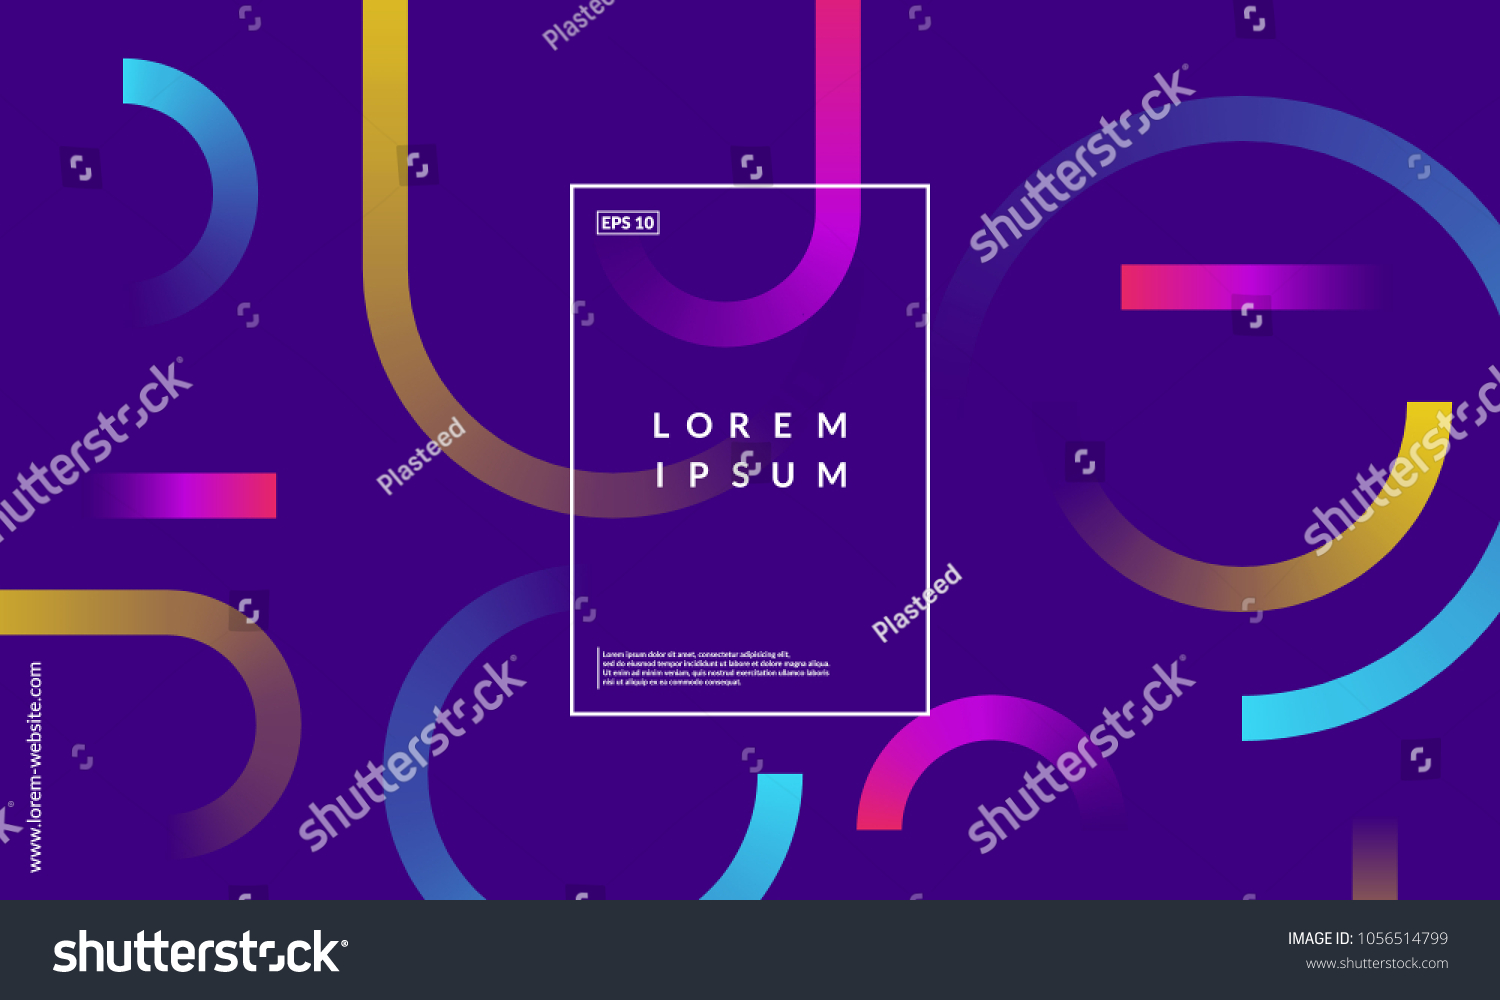 Plasteed
shutterstock
EPS 10
shutterstock
LOREM
IPSUM
Plasteed
shutterstock
Plasteed
Lorem ipsum dolor sit amet, consectetur adipisicing elit,
sed do eiusmod tempor incididunt ut labore et dolore magna aliqua.
Ut enim ad minim veniam, quis nostrud exercitation ullamco laboris
nisi ut aliquip ex ea commodo consequat.
www.lorem-website.com
shutterstock
shutterstock
shutterstock
IMAGE ID: 1056514799
www.shutterstock.com